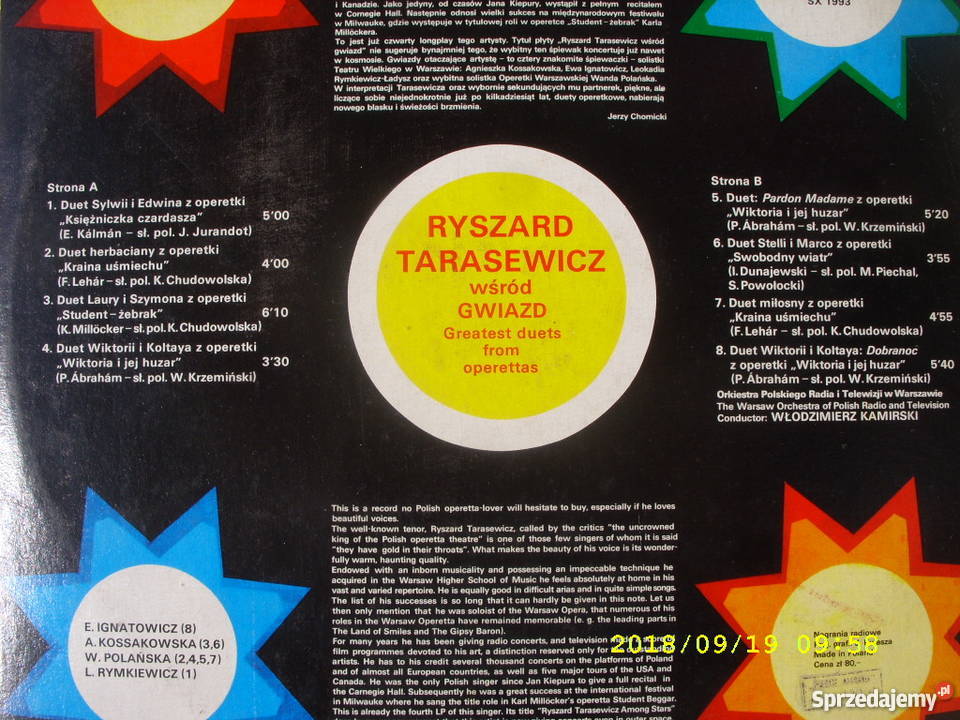 i Kanadzie. Jako jedyny, od czasów Jana Kiepury, wystąpił z pełnym recitalem
w Carnegie Hall. Następnie odnosi wielki sukces na międzynarodowym festiwalu
w Milwauke, gdzie występuje w tytułowej roli w operetce „Student-żebrak" Karla
Millöckera.
To jest już czwarty longplay tego artysty. Tytuł płyty „Ryszard Tarasewicz wśród
gwiazd" nie sugeruje bynajmniej tego, że wybitny ten śpiewak koncertuje już nawet
w kosmosie. Gwiazdy otaczające artystę – to cztery znakomite śpiewaczki – solistki
Teatru Wielkiego w Warszawie: Agnieszka Kossakowska, Ewa Ignatowicz, Leokadia
Rymkiewicz-Ładysz oraz wybitna solistka Operetki Warszawskiej Wanda Polańska.
W interpretacji Tarasewicza oraz wybornie sekundujących mu partnerek, piękne, ale
liczące sobie niejednokrotnie już po kilkadziesiąt lat, duety operetkowe, nabierają
nowego blasku i świeżości brzmienia.
Jerzy Chomicki
SX 1993
Strona A
1. Duet Sylwii i Edwina z operetki
„Księżniczka czardasza" 5'00
(E. Kálmán – sł. pol. J. Jurandot)
2. Duet herbaciany z operetki
„Kraina uśmiechu" 4'00
(F. Lehár – sł. pol. K. Chudowolska)
3. Duet Laury i Szymona z operetki
„Student - żebrak" 6'10
(K. Millöcker – sł. pol. K. Chudowolska)
4. Duet Wiktorii i Koltaya z operetki
„Wiktoria i jej huzar" 3'30
(P. Ábrahám – sł. pol. W. Krzemiński)
RYSZARD
TARASEWICZ
wśród
GWIAZD
Greatest duets
from
operettas
Strona B
5. Duet: Pardon Madame z operetki
„Wiktoria i jej huzar" 5'20
(P. Ábrahám – sł. pol. W. Krzemiński)
6. Duet Stelli i Marco z operetki
„Swobodny wiatr" 3'55
(I. Dunajewski – sł. pol. M. Piechal,
S. Powołocki)
7. Duet miłosny z operetki
„Kraina uśmiechu" 4'55
(F. Lehár – sł. pol. K. Chudowolska)
8. Duet Wiktorii i Koltaya: Dobranoc
z operetki „Wiktoria i jej huzar" 5'40
(P. Ábrahám – sł. pol. W. Krzemiński)
Orkiestra Polskiego Radia i Telewizji w Warszawie
The Warsaw Orchestra of Polish Radio and Television
Conductor: WŁODZIMIERZ KAMIRSKI
E. IGNATOWICZ (8)
A. KOSSAKOWSKA (3,6)
W. POLAŃSKA (2,4,5,7)
L. RYMKIEWICZ (1)
This is a record no Polish operetta-lover will hesitate to buy, especially if he loves
beautiful voices.
The well-known tenor, Ryszard Tarasewicz, called by the critics "the uncrowned
king of the Polish operetta theatre" is one of those few singers of whom it is said
"they have gold in their throats". What makes the beauty of his voice is its wonder-
fully warm, haunting quality.
Endowed with an inborn musicality and possessing an impeccable technique he
acquired in the Warsaw Higher School of Music he feels absolutely at home in his
vast and varied repertoire. He is equally good in difficult arias and in quite simple songs.
The list of his successes is so long that it can hardly be given in this note. Let us
then only mention that he was soloist of the Warsaw Opera, that numerous of his
roles in the Warsaw Operetta have remained memorable (e. g. the leading parts in
The Land of Smiles and The Gipsy Baron).
For many years he has been giving radio concerts, and television
film programmes devoted to his art, a distinction reserved only for
artists. He has to his credit several thousand concerts on the platforms of Poland
and of almost all European countries, as well as five major tours of the USA and
Canada. He was the only Polish singer since Jan Kiepura to give a full recital in
the Carnegie Hall. Subsequently he was a great success at the international festival
in Milwauke where he sang the title role in Karl Millöcker's operetta Student Beggar.
This is already the fourth LP of this singer. Its title "Ryszard Tarasewicz Among Stars"
Nagrania radiowe
Made in Poland
Cena zł 80,–
2018/09/19 09:58
Sprzedajemy.pl